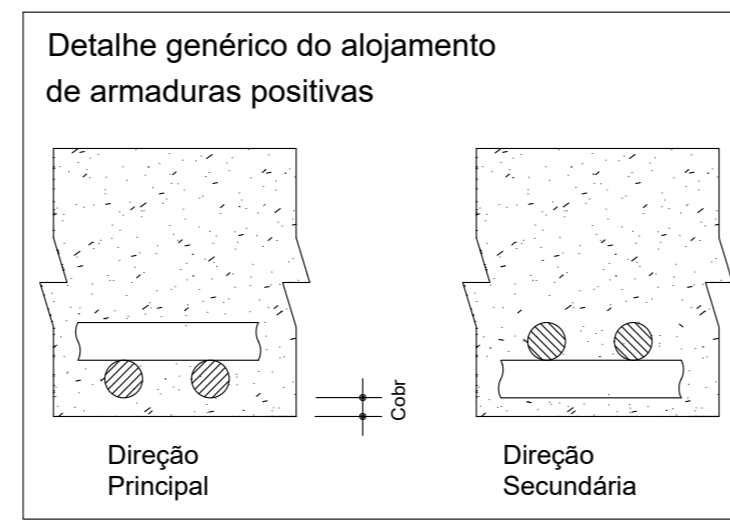 Detalhe genérico do alojamento
de armaduras positivas
Cobr
Direção
Principal
Direção
Secundária